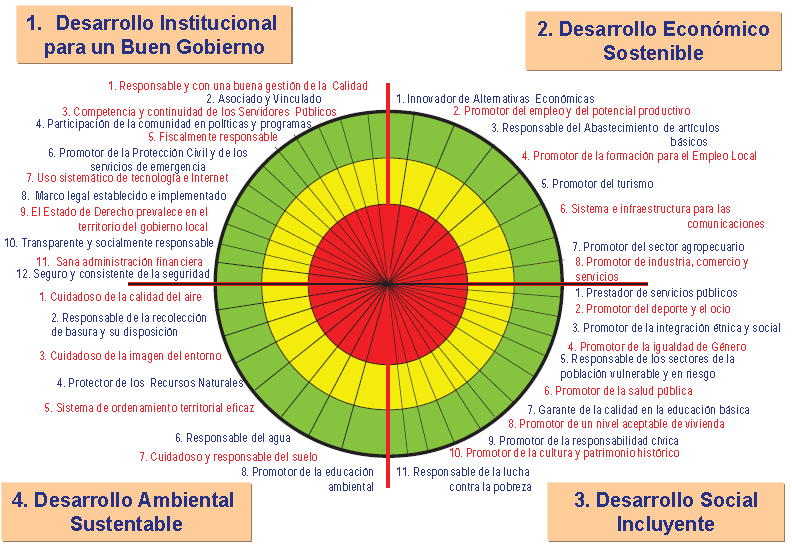 1. Desarrollo Institucional
para un Buen Gobierno
2. Desarrollo Económico
Sostenible
1. Responsable y con una buena gestión de la Calidad
2. Asociado y Vinculado
3. Competencia y continuidad de los Servidores Públicos
4. Participación de la comunidad en políticas y programas
5. Fiscalmente responsable
6. Promotor de la Protección Civil y de los
servicios de emergencia
7. Uso sistemático de tecnología e Internet
8. Marco legal establecido e implementado
9. El Estado de Derecho prevalece en el
territorio del gobierno local
10. Transparente y socialmente responsable
11. Sana administración financiera
12. Seguro y consistente de la seguridad
1. Innovador de Alternativas Económicas
2. Promotor del empleo y del potencial productivo
3. Responsable del Abastecimiento de artículos
básicos
4. Promotor de la formación para el Empleo Local
5. Promotor del turismo
6. Sistema e infraestructura para las
comunicaciones
7. Promotor del sector agropecuario
8. Promotor de industria, comercio y
servicios
1. Cuidadoso de la calidad del aire
2. Responsable de la recolección
de basura y su disposición
3. Cuidadoso de la imagen del entorno
4. Protector de los Recursos Naturales
5. Sistema de ordenamiento territorial eficaz
6. Responsable del agua
7. Cuidadoso y responsable del suelo
8. Promotor de la educación
ambiental
1. Prestador de servicios públicos
2. Promotor del deporte y el ocio
3. Promotor de la integración étnica y social
4. Promotor de la igualdad de Género
5. Responsable de los sectores de la
población vulnerable y en riesgo
6. Promotor de la salud pública
7. Garante de la calidad en la educación básica
8. Promotor de un nivel aceptable de vivienda
9. Promotor de la responsabilidad cívica
10. Promotor de la cultura y patrimonio histórico
11. Responsable de la lucha
contra la pobreza
4. Desarrollo Ambiental
Sustentable
3. Desarrollo Social
Incluyente